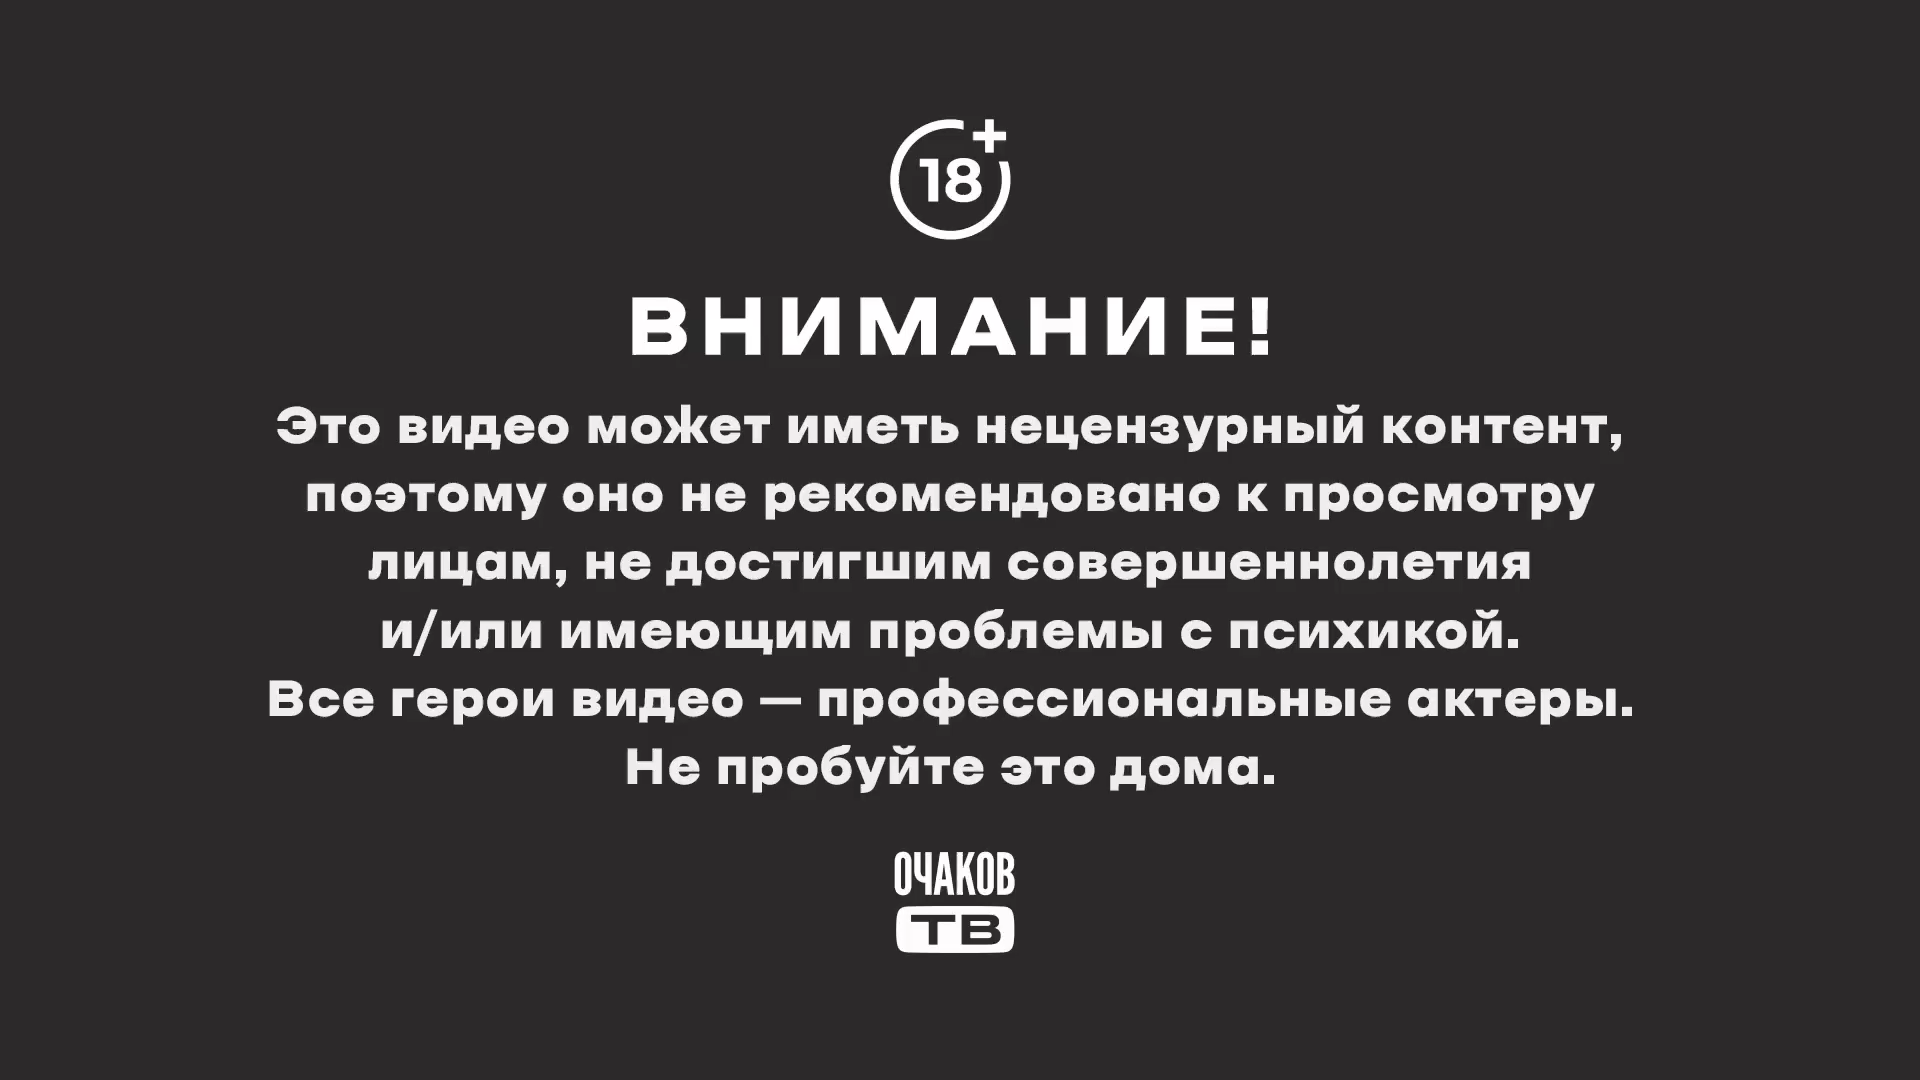 18+
ВНИМАНИЕ!
Это видео может иметь нецензурный контент,
поэтому оно не рекомендовано к просмотру
лицам, не достигшим совершеннолетия
и/или имеющим проблемы с психикой.
Все герои видео — профессиональные актеры.
Не пробуйте это дома.
ОЧАКОВ
ТВ